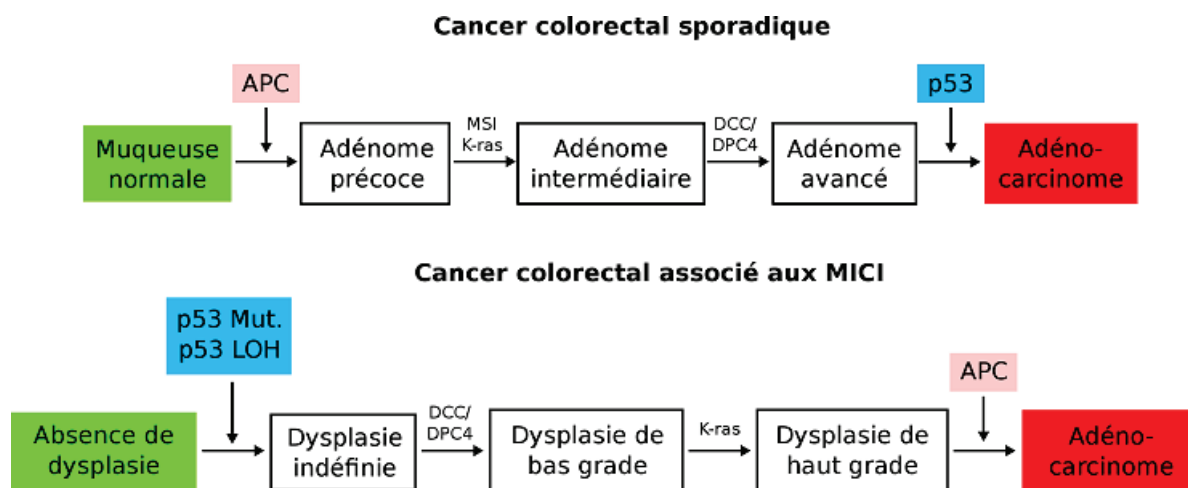 Cancer colorectal sporadique
APC
p53
Muqueuse
normale
Adénome
précoce
MSI
K-ras
Adénome
intermédiaire
DCC/
DPC4
Adénome
avancé
Adéno-
carcinome
Cancer colorectal associé aux MICI
p53 Mut.
p53 LOH
APC
Absence de
dysplasie
Dysplasie
indéfinie
DCC/
DPC4
Dysplasie de
bas grade
K-ras
Dysplasie de
haut grade
Adéno-
carcinome